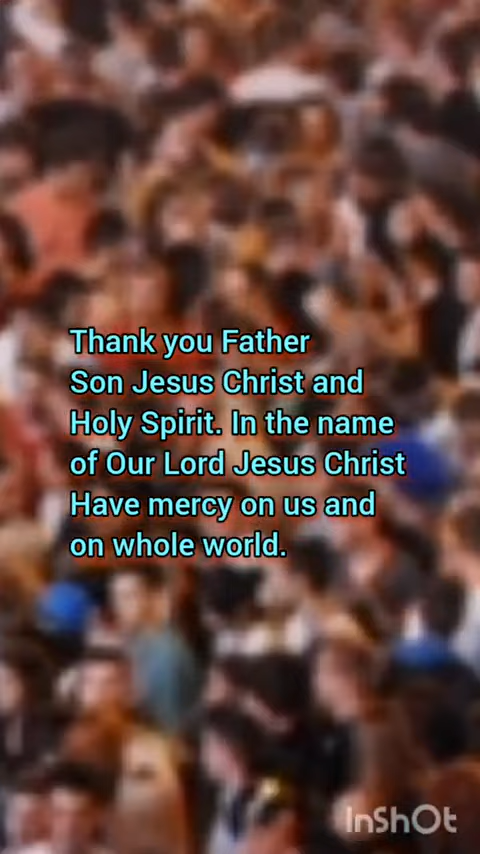 Thank you Father
Son Jesus Christ and
Holy Spirit. In the name
of Our Lord Jesus Christ
Have mercy on us and
on whole world.
InShOt